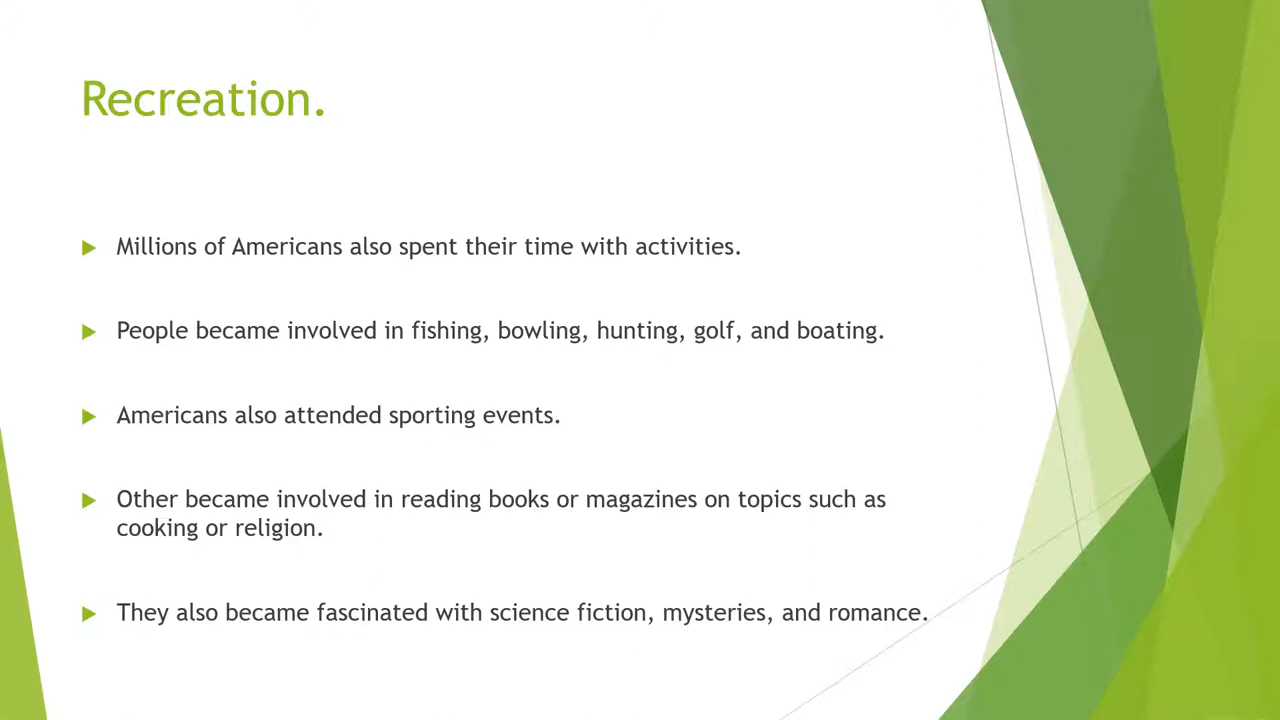 Recreation.
Millions of Americans also spent their time with activities.
People became involved in fishing, bowling, hunting, golf, and boating.
Americans also attended sporting events.
Other became involved in reading books or magazines on topics such as
cooking or religion.
They also became fascinated with science fiction, mysteries, and romance.